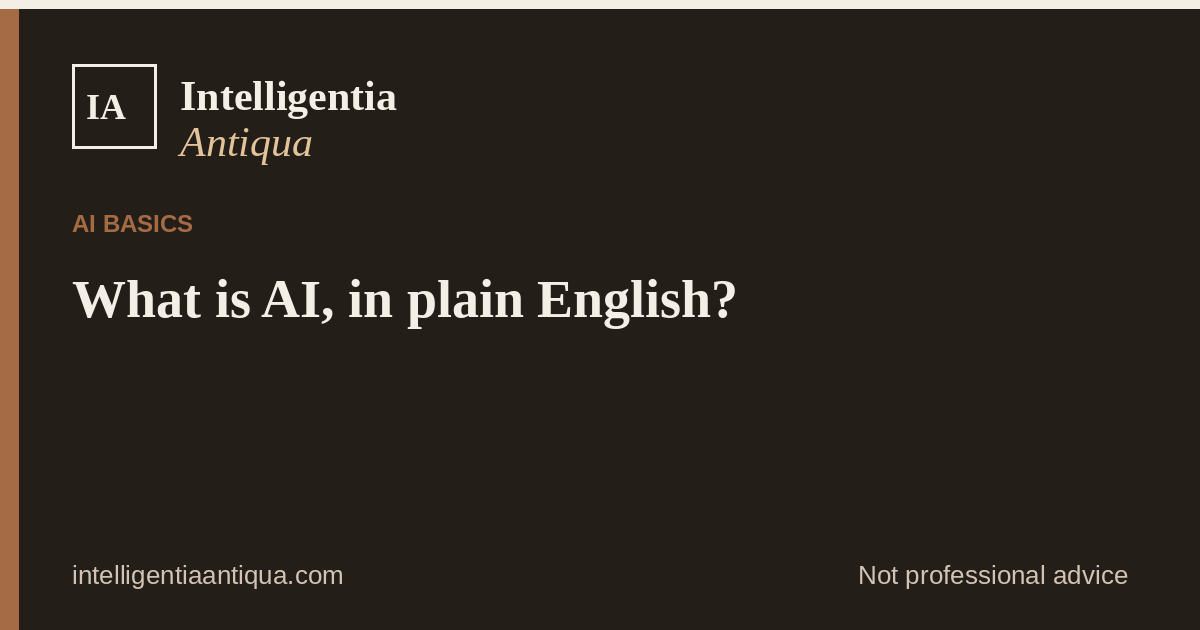 IA
Intelligentia
Antiqua
AI BASICS
What is AI, in plain English?
intelligentiaantiqua.com
Not professional advice